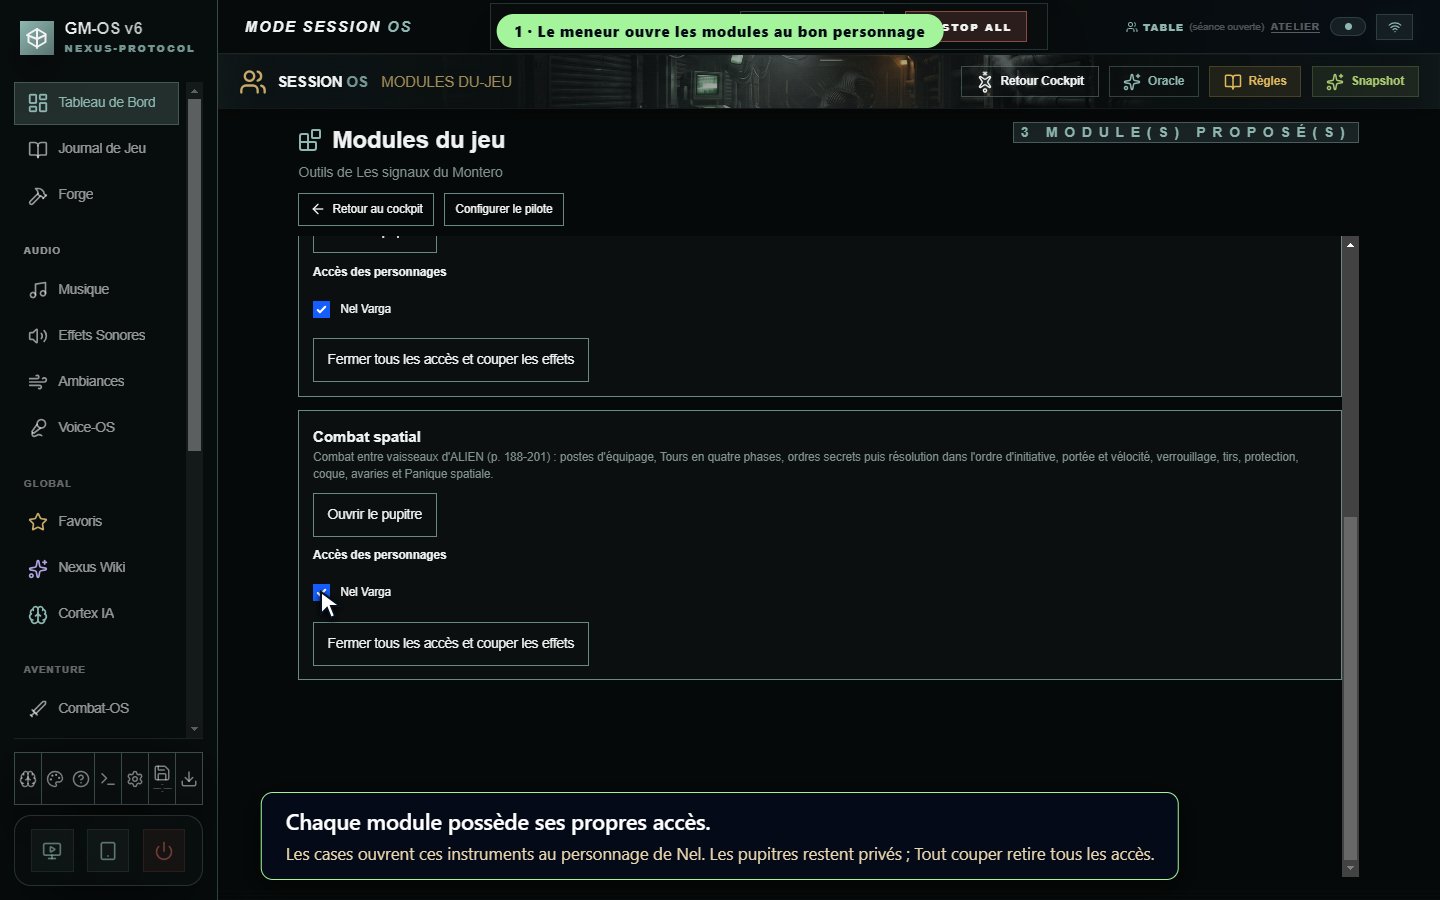 GM-OS v6
NEXUS-PROTOCOL
Tableau de Bord
Journal de Jeu
Forge
AUDIO
Musique
Effets Sonores
Ambiances
Voice-OS
GLOBAL
Favoris
Nexus Wiki
Cortex IA
AVENTURE
Combat-OS
MODE SESSION OS
1 · Le meneur ouvre les modules au bon personnage
STOP ALL
TABLE (séance ouverte) ATELIER
SESSION OS MODULES DU-JEU
Retour Cockpit
Oracle
Règles
Snapshot
Modules du jeu
3 MODULE(S) PROPOSÉ(S)
Outils de Les signaux du Montero
Retour au cockpit
Configurer le pilote
Accès des personnages
Nel Varga
Fermer tous les accès et couper les effets
Combat spatial
Combat entre vaisseaux d'ALIEN (p. 188-201) : postes d'équipage, Tours en quatre phases, ordres secrets puis résolution dans l'ordre d'initiative, portée et vélocité, verrouillage, tirs, protection,
coque, avaries et Panique spatiale.
Ouvrir le pupitre
Accès des personnages
Nel Varga
Fermer tous les accès et couper les effets
Chaque module possède ses propres accès.
Les cases ouvrent ces instruments au personnage de Nel. Les pupitres restent privés ; Tout couper retire tous les accès.